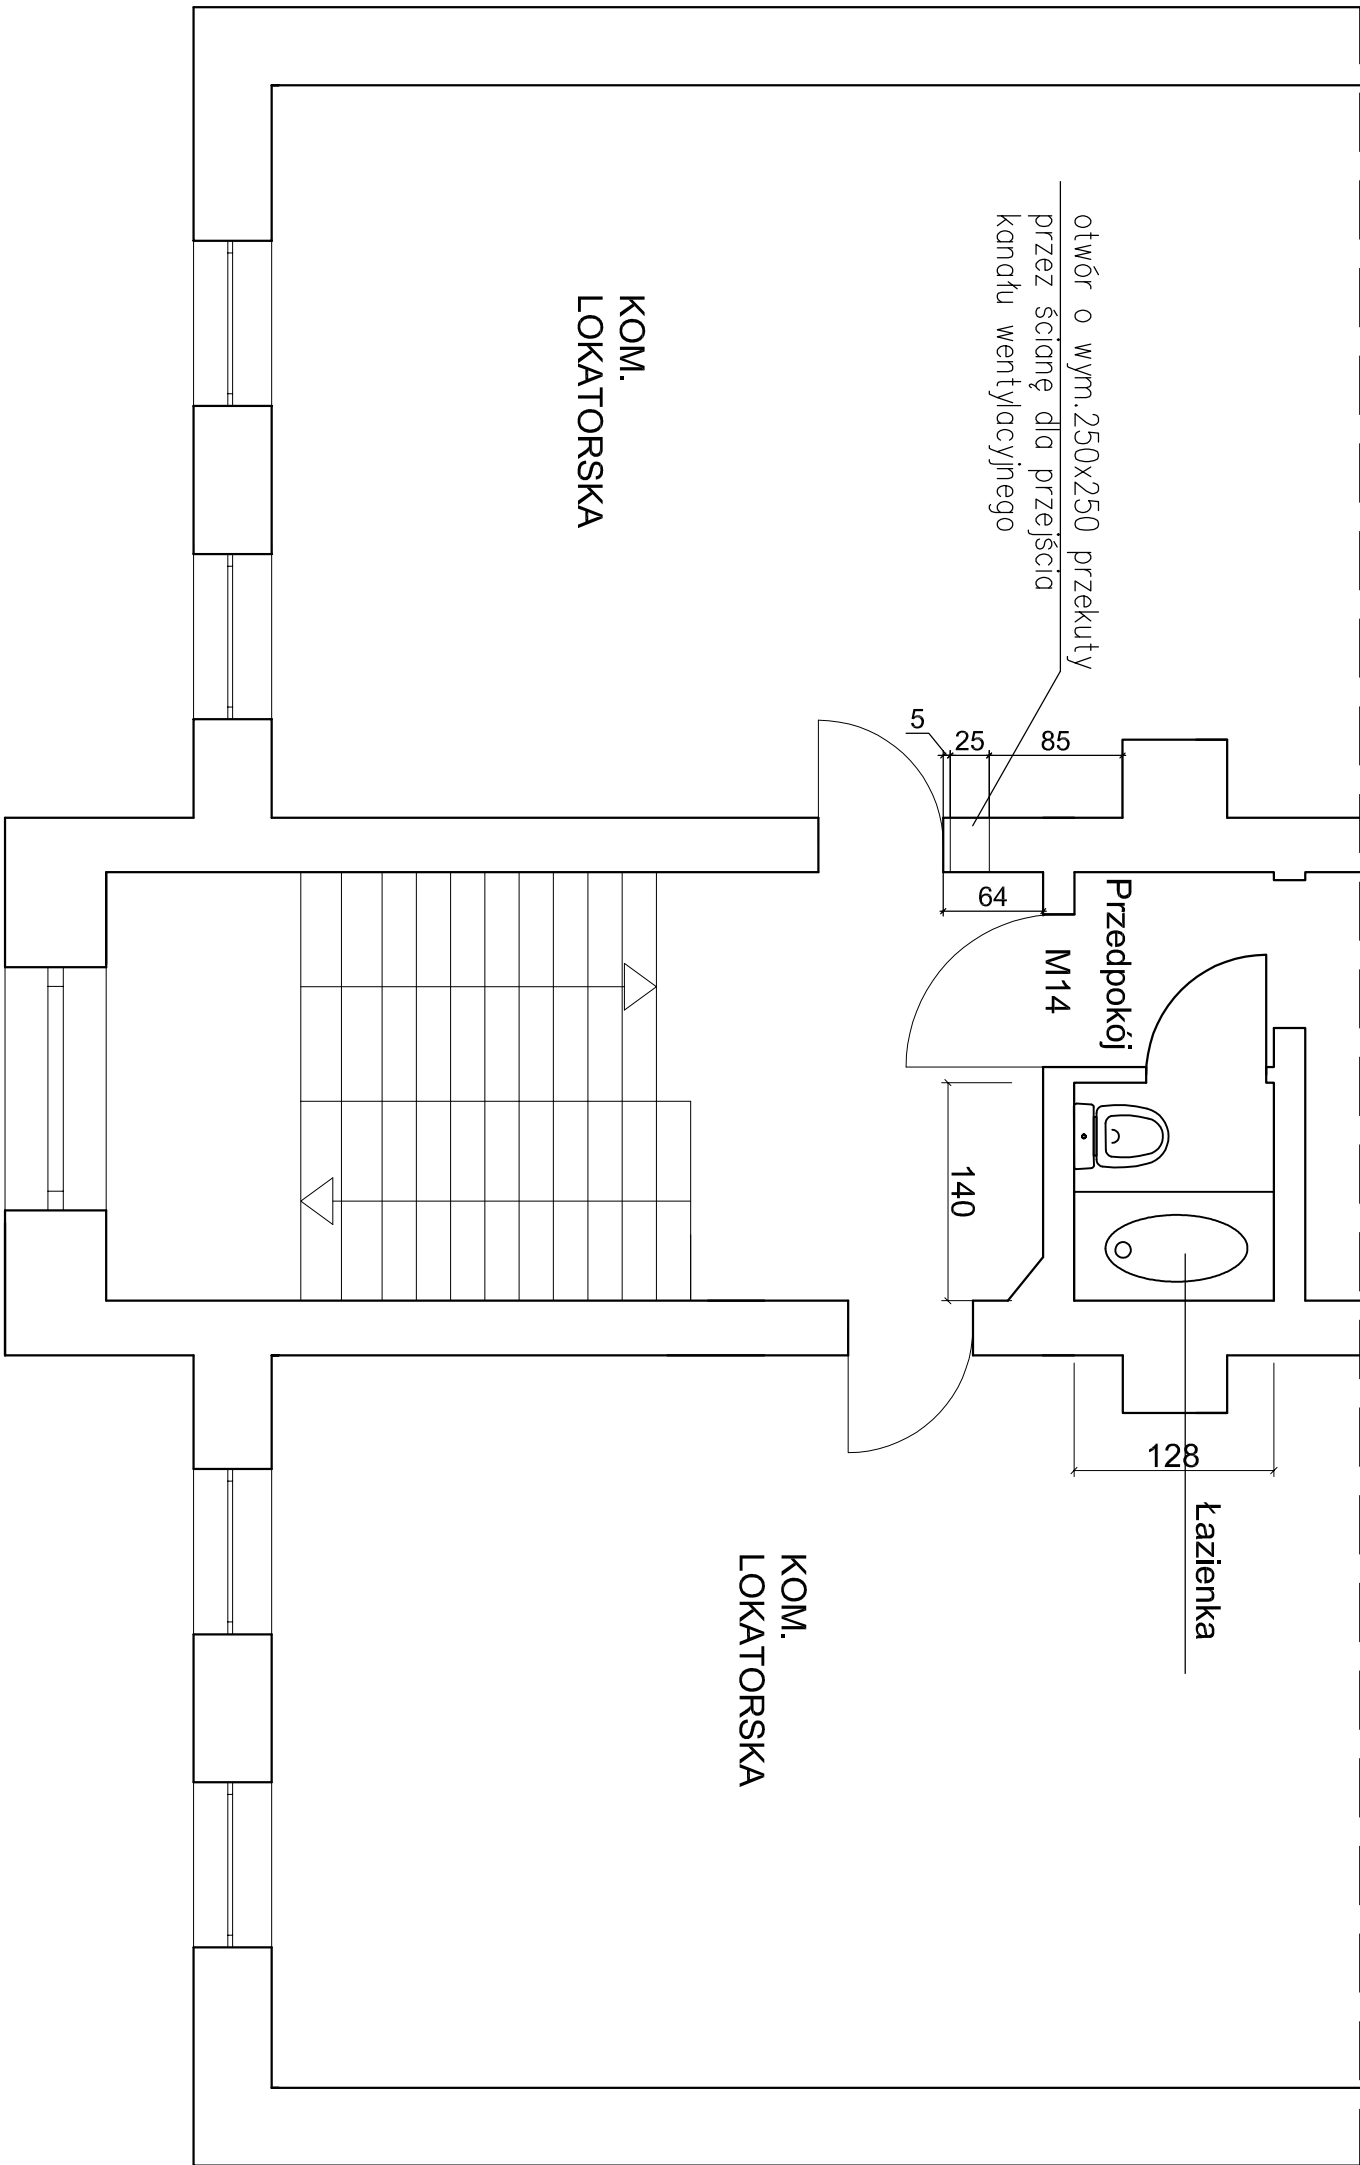 otwór o wym.250x250 przekuty
przez ścianę dla przejścia
kanału wentylacyjnego
KOM.
LOKATORSKA
5
25
85
64
Przedpokój
M14
140
128
Łazienka
KOM.
LOKATORSKA